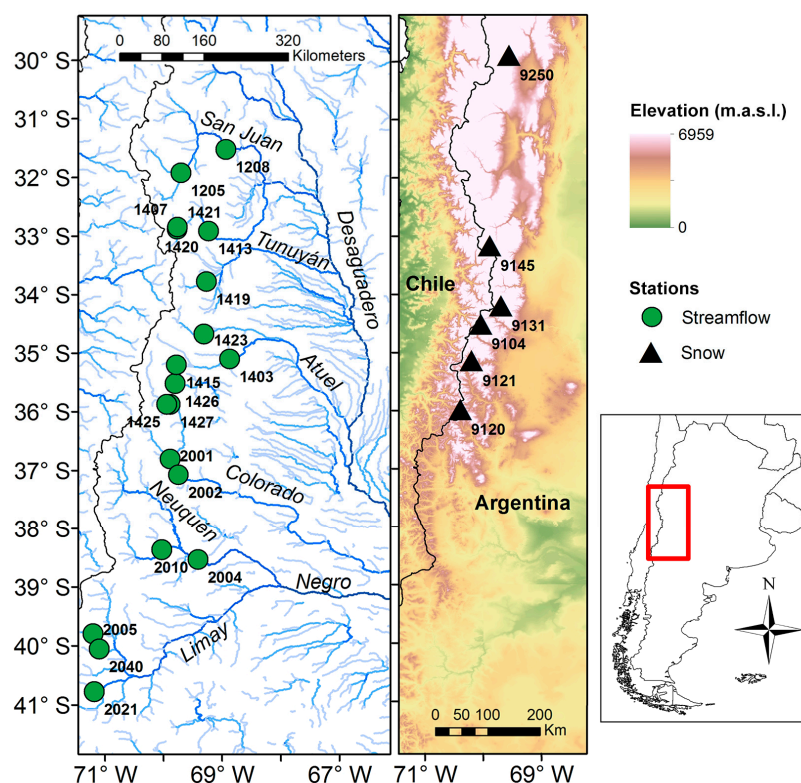 30° S
31° S
32° S
33° S
34° S
35° S
36° S
37° S
38° S
39° S
40° S
41° S
0 80 160 320
Kilometers
San Juan
1208
1205
1407 1421
1420
1413
Tunuyán
Desaguadero
1419
1423
1403
Atuel
1415
1426
1425 1427
2001
2002
Colorado
Neuquén
2010
2004
Negro
2005
2040
Limay
2021
71° W 69° W 67° W
9250
9145
Chile
9131
9104
9121
9120
Argentina
0 50 100 200
Km
71° W 69° W
Elevation (m.a.s.l.)
6959
0
Stations
Streamflow
Snow
N